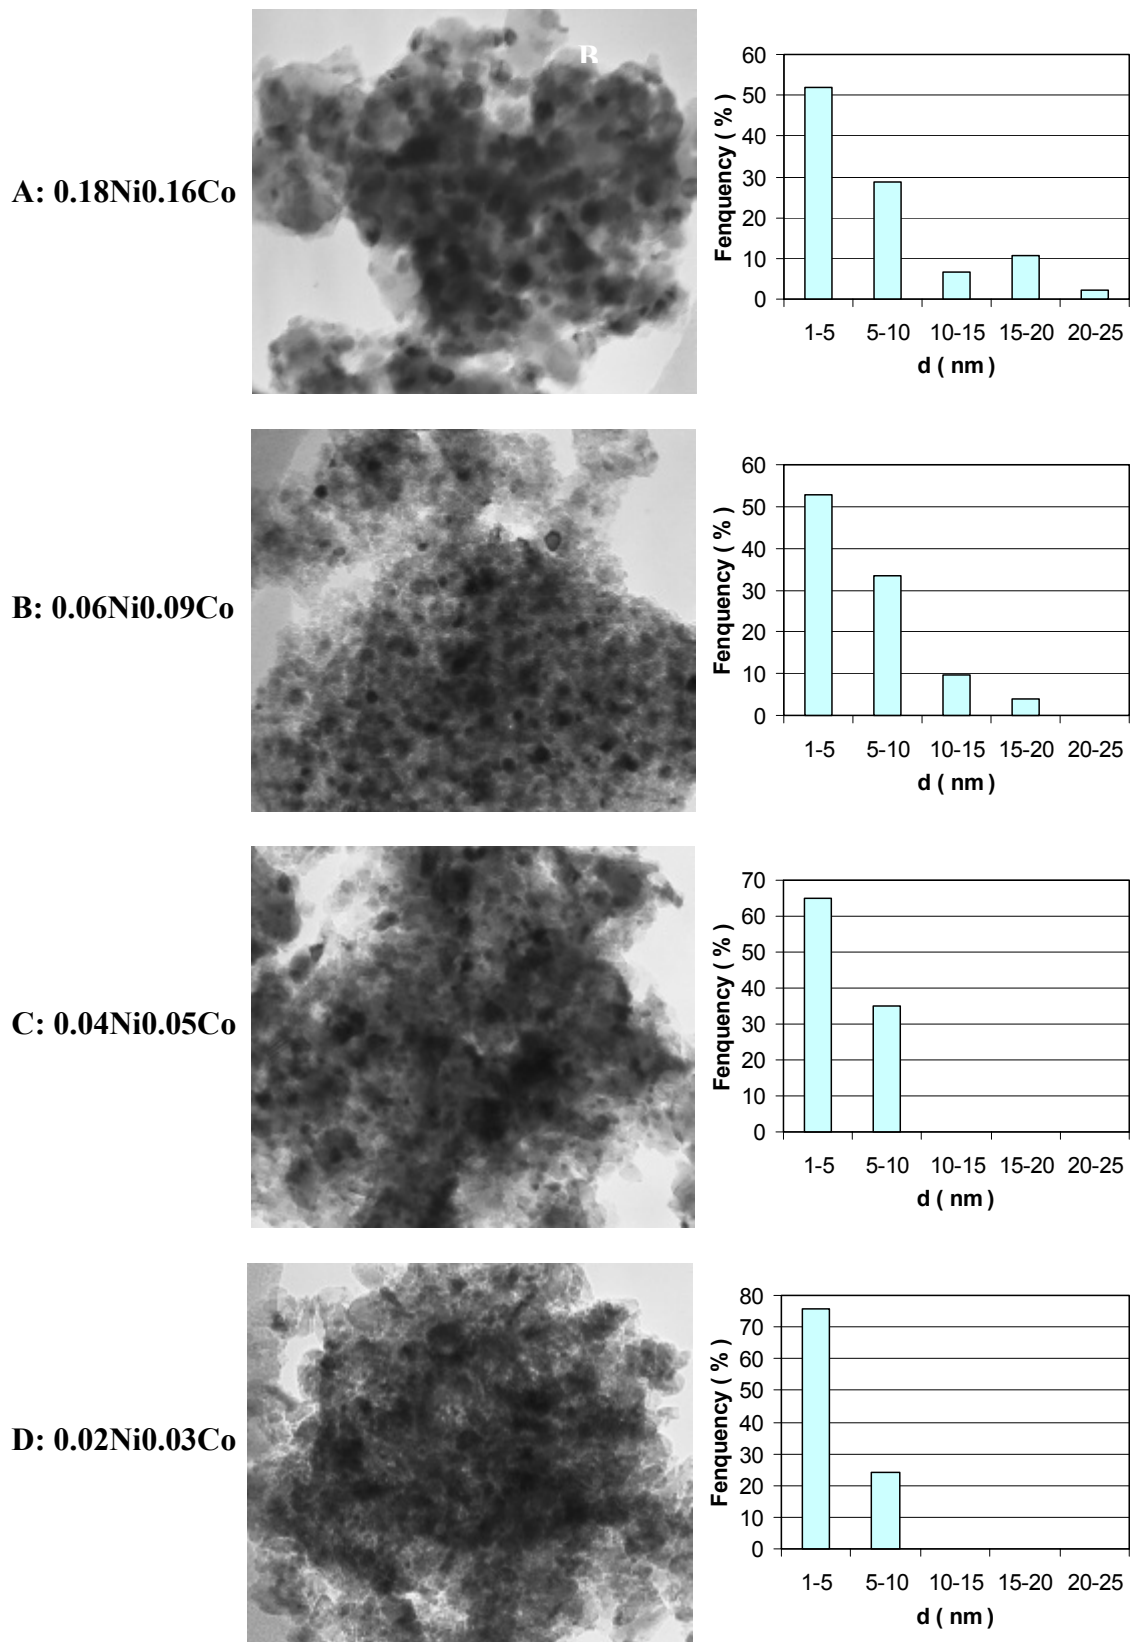 B
A: 0.18Ni0.16Co
Fenquency ( % )
60
50
40
30
20
10
0
1-5 5-10 10-15 15-20 20-25
d ( nm )
B: 0.06Ni0.09Co
Fenquency ( % )
60
50
40
30
20
10
0
1-5 5-10 10-15 15-20 20-25
d ( nm )
C: 0.04Ni0.05Co
Fenquency ( % )
70
60
50
40
30
20
10
0
1-5 5-10 10-15 15-20 20-25
d ( nm )
D: 0.02Ni0.03Co
Fenquency ( % )
80
70
60
50
40
30
20
10
0
1-5 5-10 10-15 15-20 20-25
d ( nm )